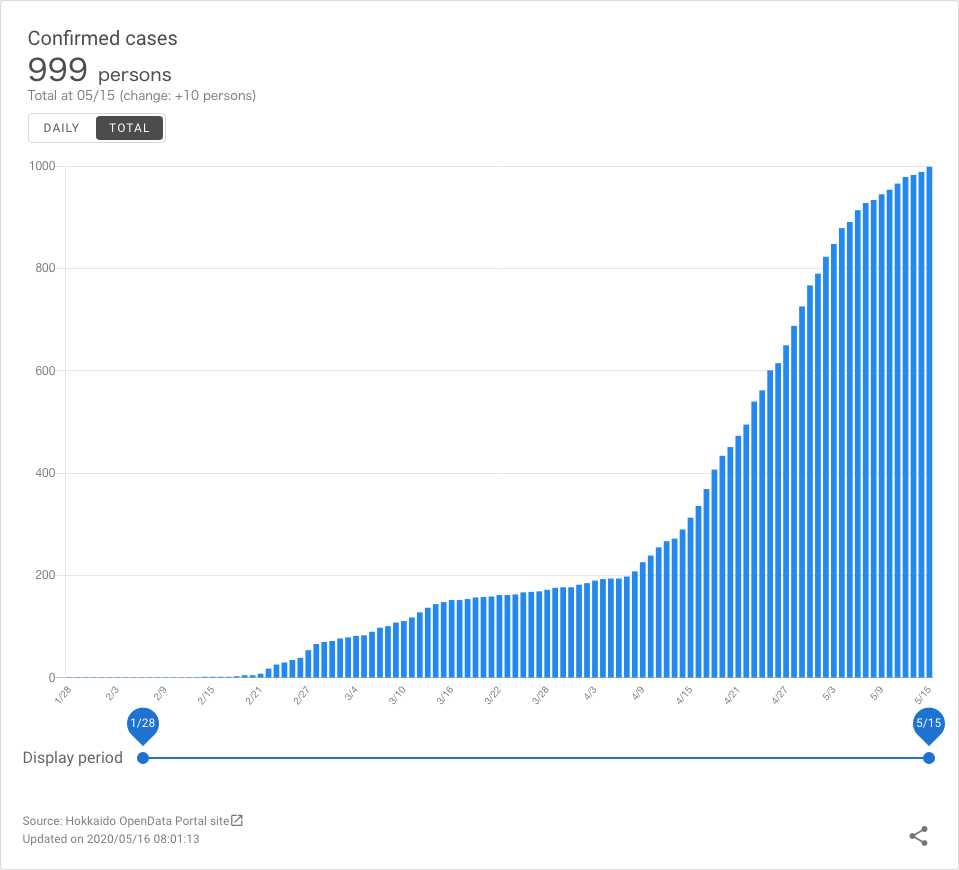 Confirmed cases
999 persons
Total at 05/15 (change: +10 persons)
DAILY TOTAL
1000
800
600
400
200
0
1/28 2/3 2/9 2/15 2/21 2/27 3/4 3/10 3/16 3/22 3/28 4/3 4/9 4/15 4/21 4/27 5/3 5/9 5/15
1/28 5/15
Display period
Source: Hokkaido OpenData Portal site
Updated on 2020/05/16 08:01:13